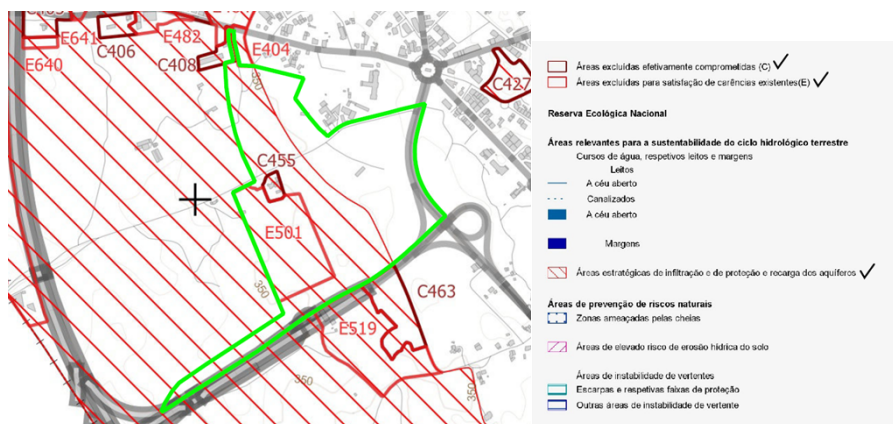 E641
C406
E482
E404
E640
C408
C427
350
C455
E501
350
C463
E519
350
350
Áreas excluídas efetivamente comprometidas (C)
Áreas excluídas para satisfação de carências existentes(E)
Reserva Ecológica Nacional
Áreas relevantes para a sustentabilidade do ciclo hidrológico terrestre
Cursos de água, respetivos leitos e margens
Leitos
A céu aberto
Canalizados
A céu aberto
Margens
Áreas estratégicas de infiltração e de proteção e recarga dos aquíferos
Áreas de prevenção de riscos naturais
Zonas ameaçadas pelas cheias
Áreas de elevado risco de erosão hídrica do solo
Áreas de instabilidade de vertentes
Escarpas e respetivas faixas de proteção
Outras áreas de instabilidade de vertente